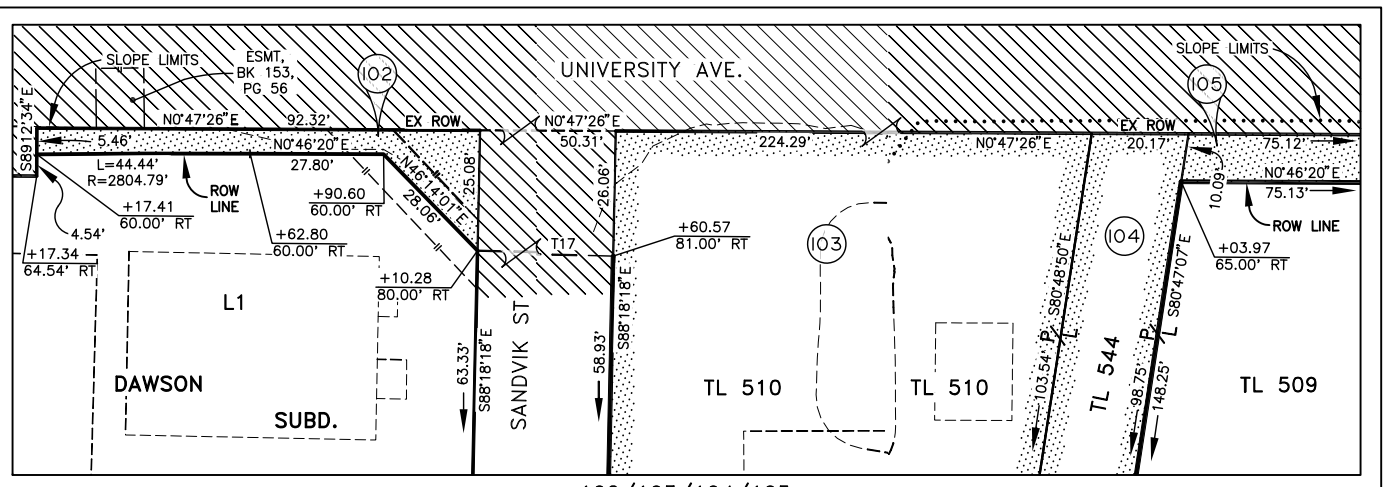 SLOPE LIMITS
ESMT,
BK 153,
PG 56
102
UNIVERSITY AVE.
SLOPE LIMITS
105
S89°12'34"E
N0°47'26"E
92.32'
EX ROW
N0°47'26"E
EX ROW
5.46'
N0°46'20"E
50.31'
224.29'
N0°47'26"E
20.17'
75.12'
L=44.44'
R=2804.79'
27.80'
N46°14'01"E
28.06'
25.08'
26.06'
10.09'
N0°46'20"E
75.13'
ROW
LINE
ROW LINE
+17.41
60.00' RT
+90.60
60.00' RT
4.54'
+62.80
60.00' RT
+17.34
64.54' RT
T17
+60.57
81.00' RT
103
104
+03.97
65.00' RT
+10.28
80.00' RT
L1
SANDVIK ST
S88°18'18"E
S80°48'50"E
S80°47'07"E
P/L
P/L
63.33'
S88°18'18"E
58.93'
103.54'
98.75'
148.25'
DAWSON
SUBD.
TL 510
TL 510
TL 544
TL 509